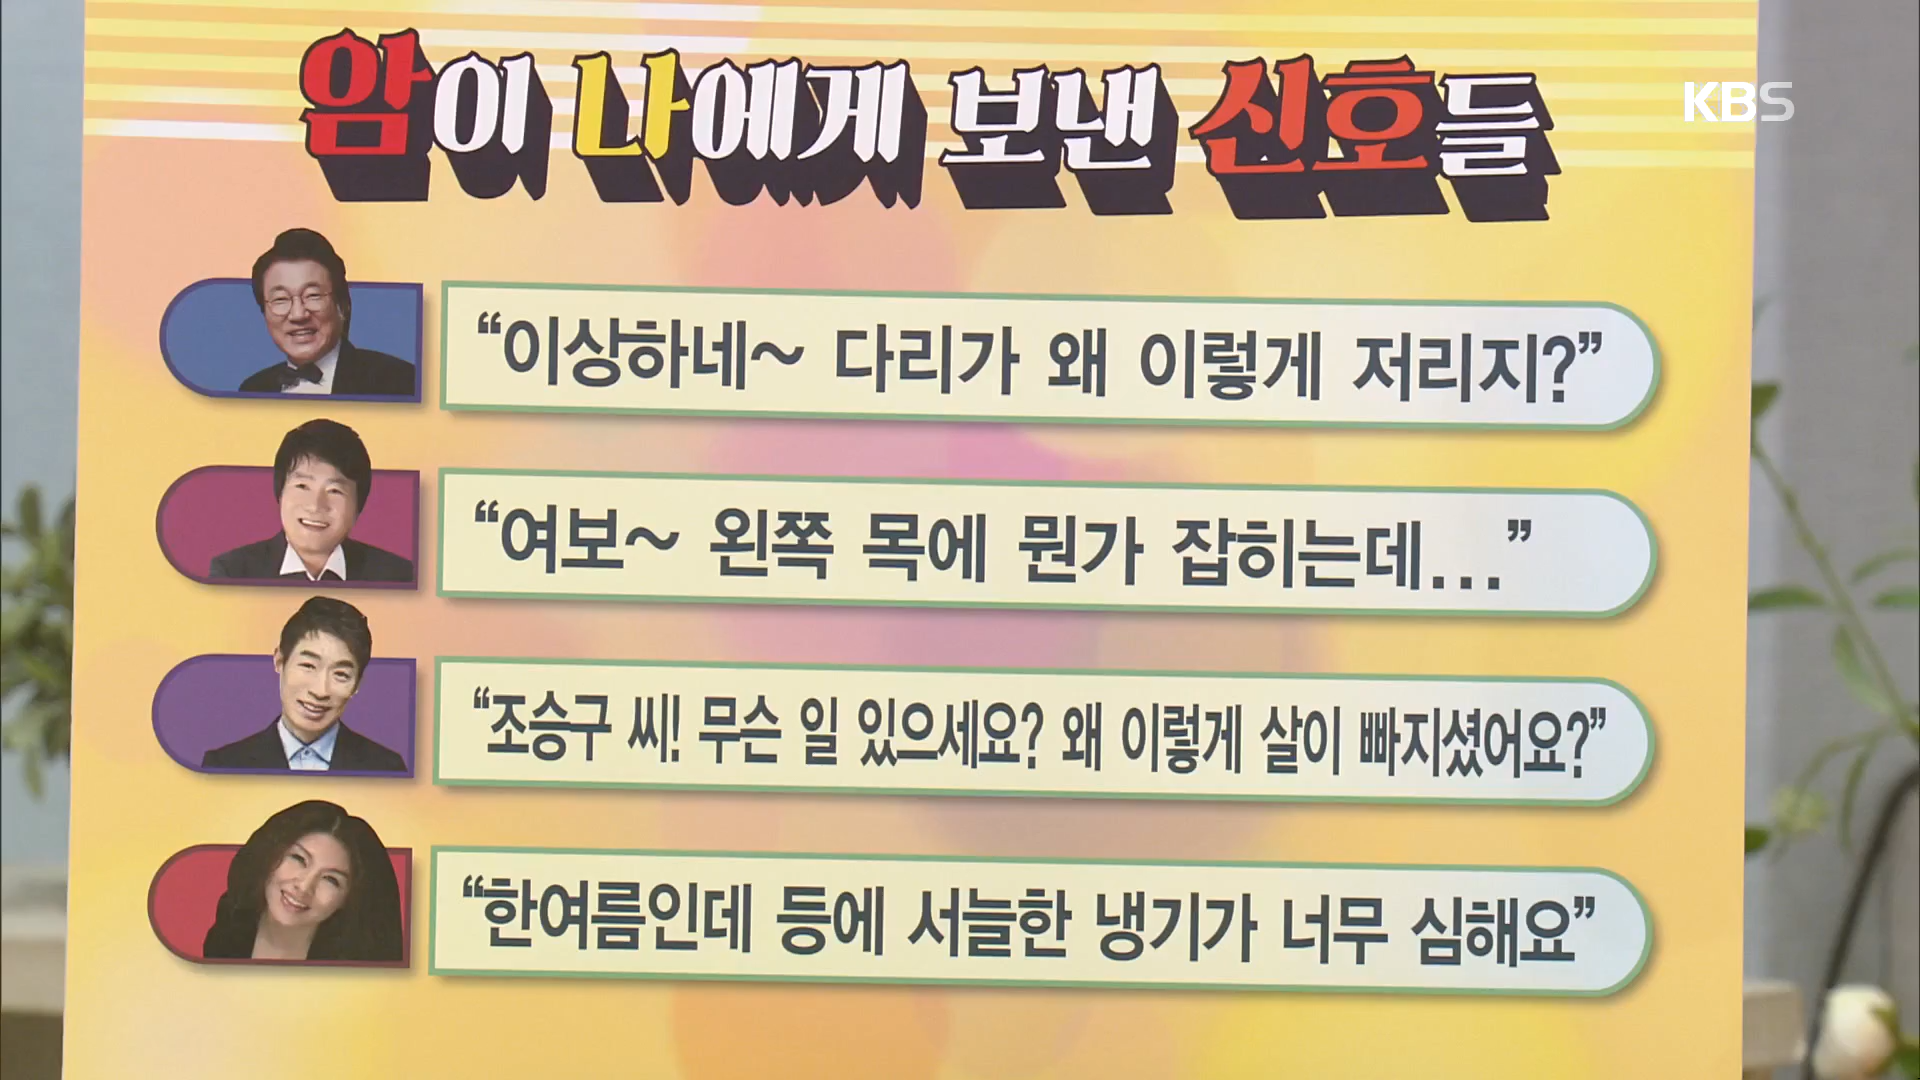 암이 나에게 보낸 신호들
KBS
“이상하네~ 다리가 왜 이렇게 저리지?”
“여보~ 왼쪽 목에 뭔가 잡히는데...”
“조승구 씨! 무슨 일 있으세요? 왜 이렇게 살이 빠지셨어요?”
“한여름인데 등에 서늘한 냉기가 너무 심해요”